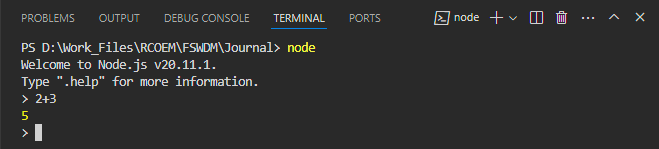 PROBLEMS OUTPUT DEBUG CONSOLE TERMINAL PORTS node
PS D:\Work_Files\RCOEM\FSWDM\Journal> node
Welcome to Node.js v20.11.1.
Type ".help" for more information.
> 2+3
5
>